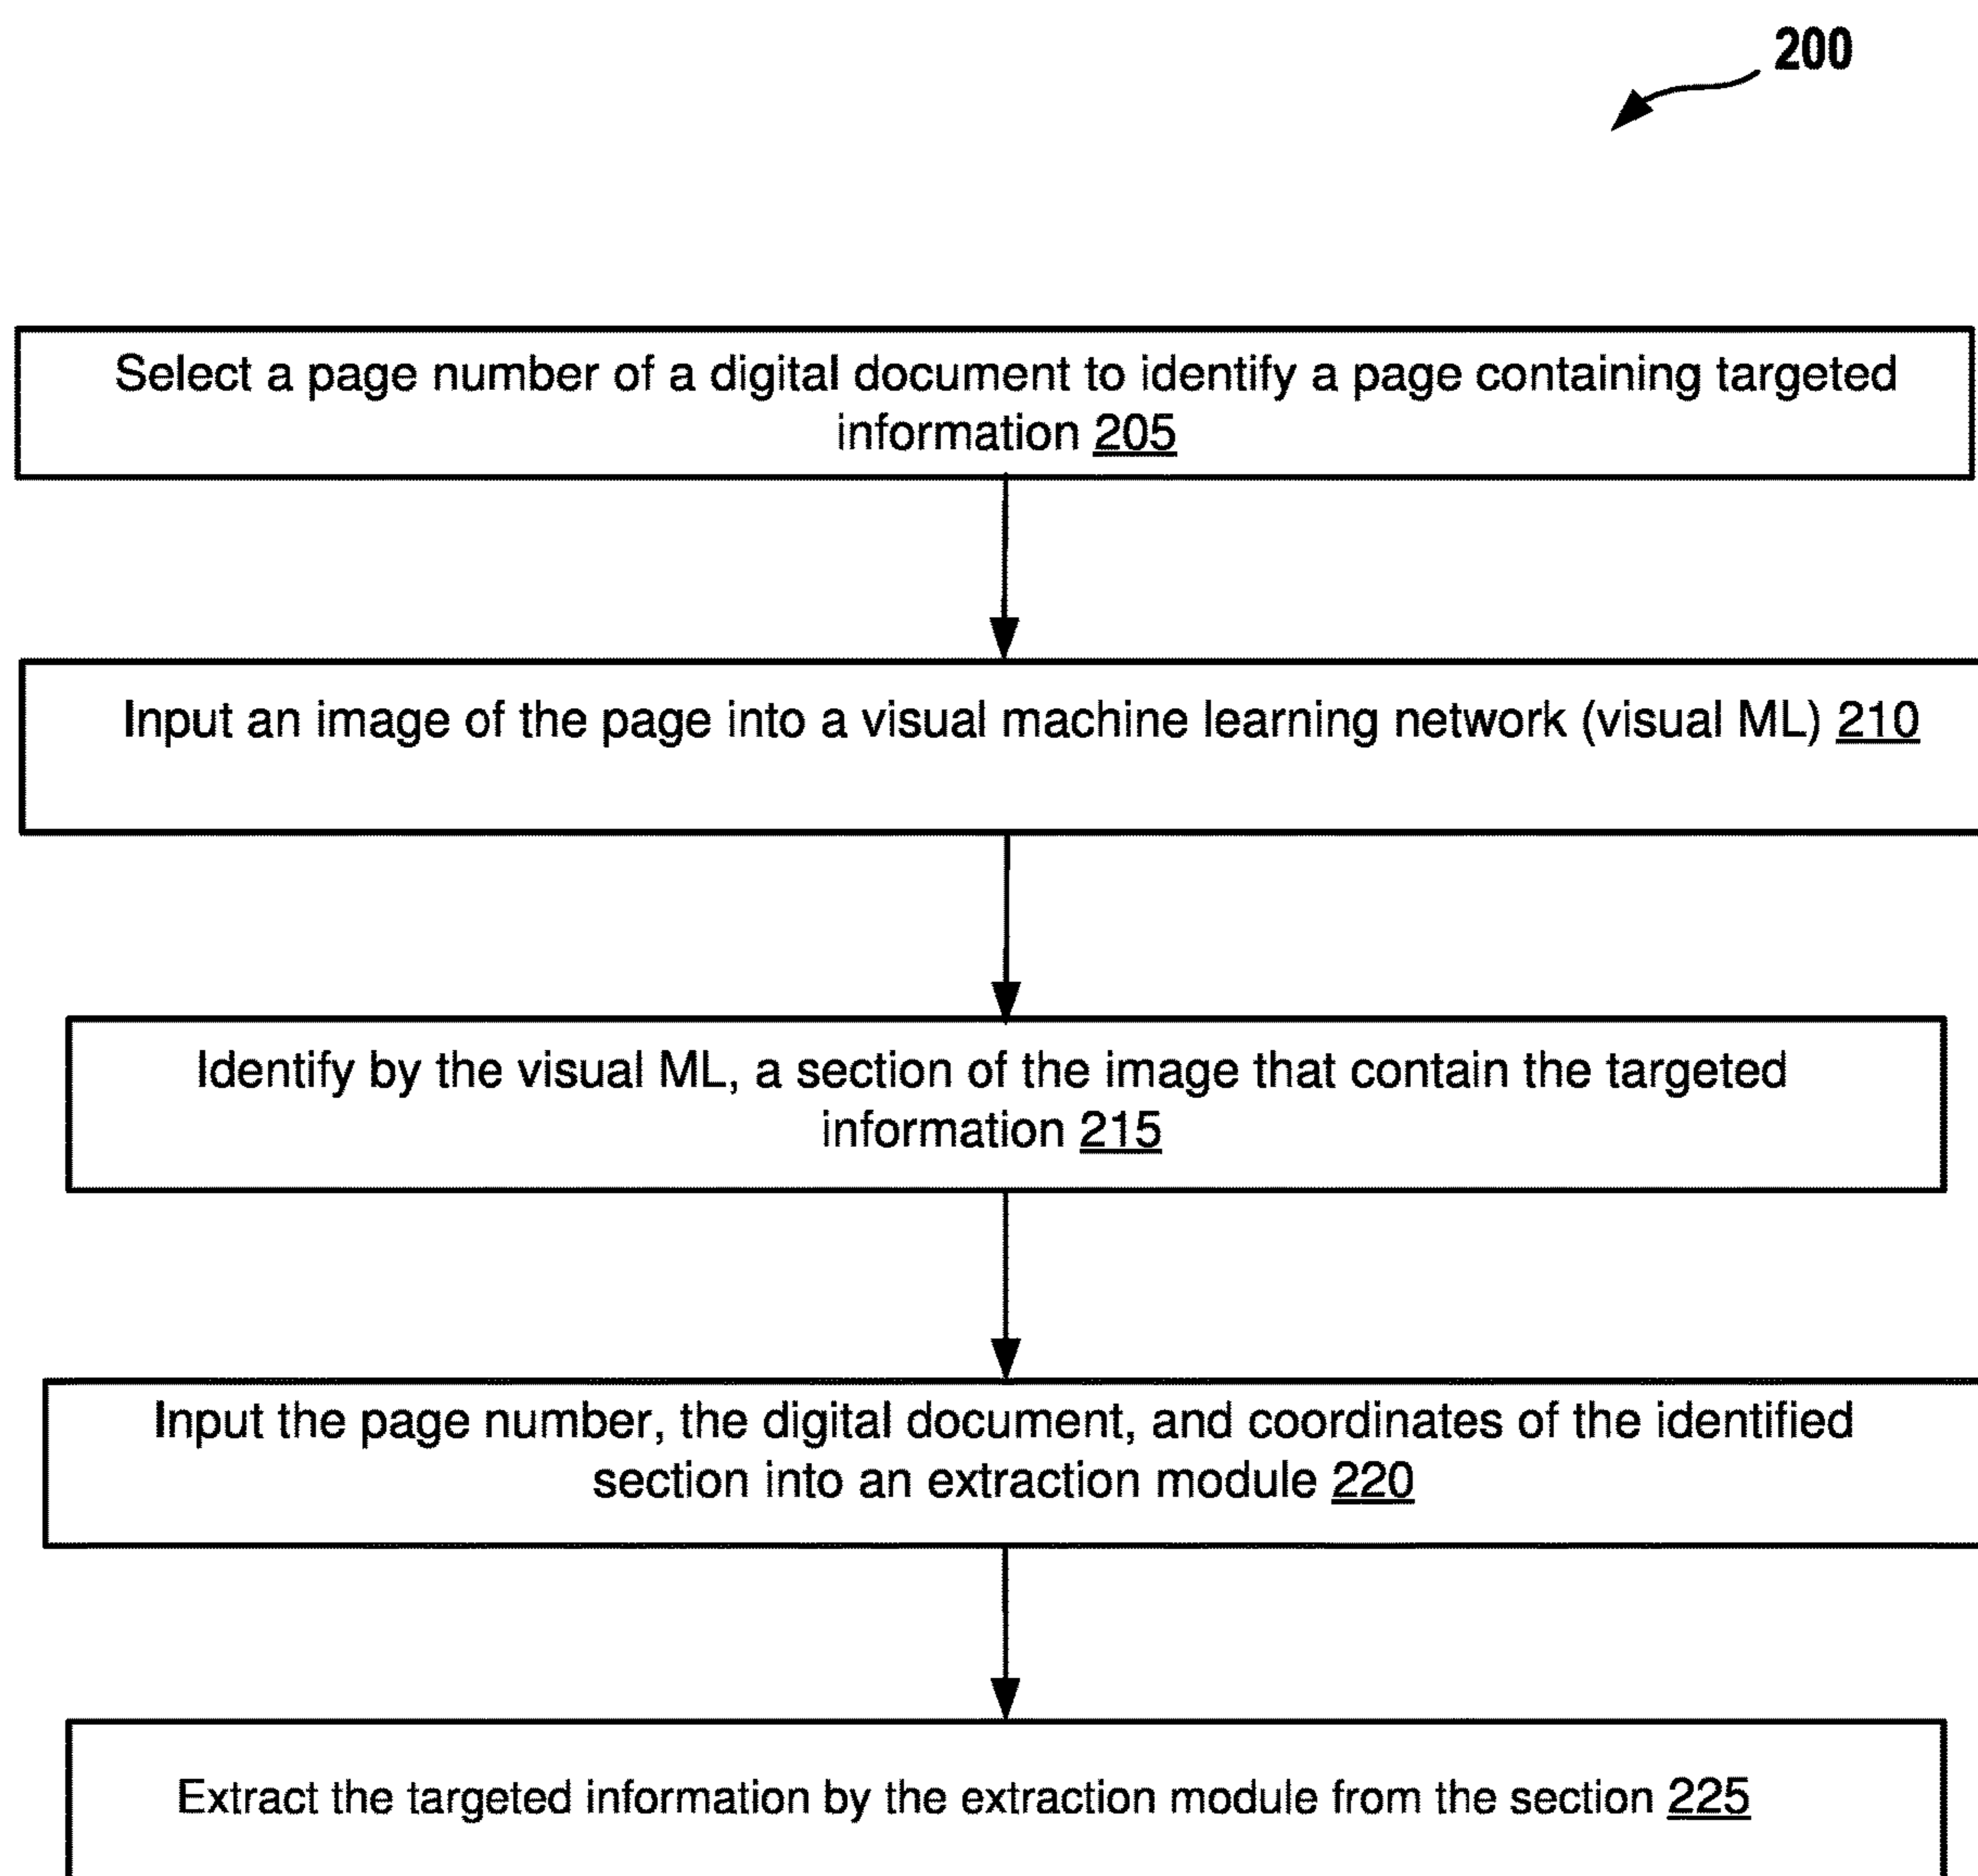 200
Select a page number of a digital document to identify a page containing targeted
information 205
Input an image of the page into a visual machine learning network (visual ML) 210
Identify by the visual ML, a section of the image that contain the targeted
information 215
Input the page number, the digital document, and coordinates of the identified
section into an extraction module 220
Extract the targeted information by the extraction module from the section 225